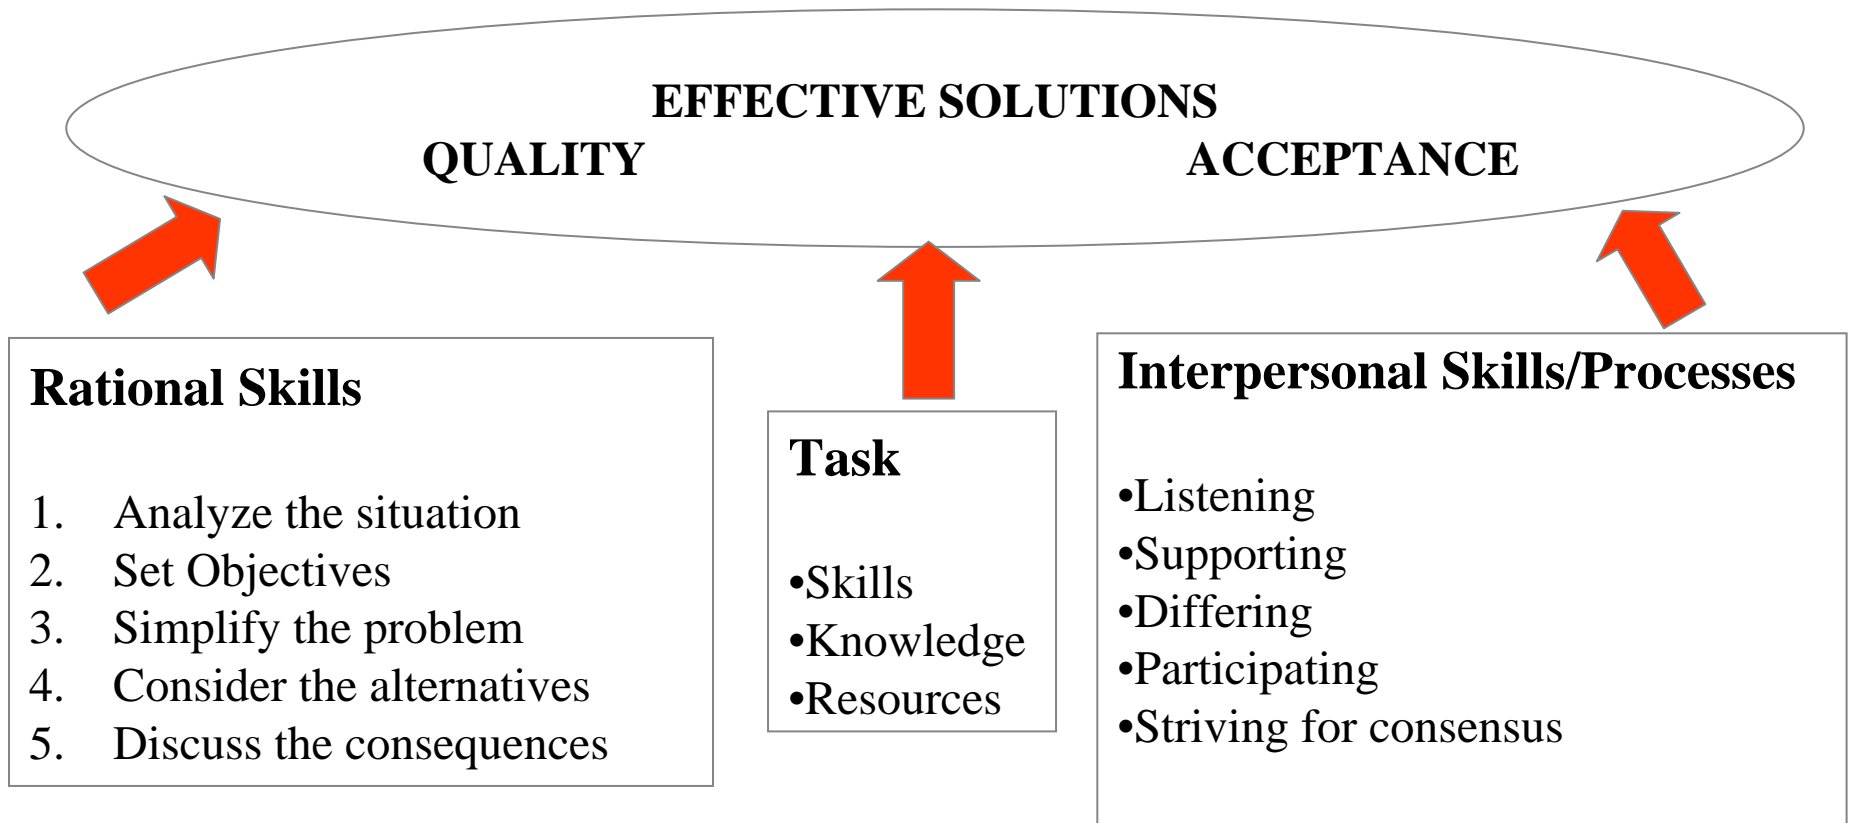 EFFECTIVE SOLUTIONS
QUALITY ACCEPTANCE
Rational Skills
1. Analyze the situation
2. Set Objectives
3. Simplify the problem
4. Consider the alternatives
5. Discuss the consequences
Task
•Skills
•Knowledge
•Resources
Interpersonal Skills/Processes
•Listening
•Supporting
•Differing
•Participating
•Striving for consensus